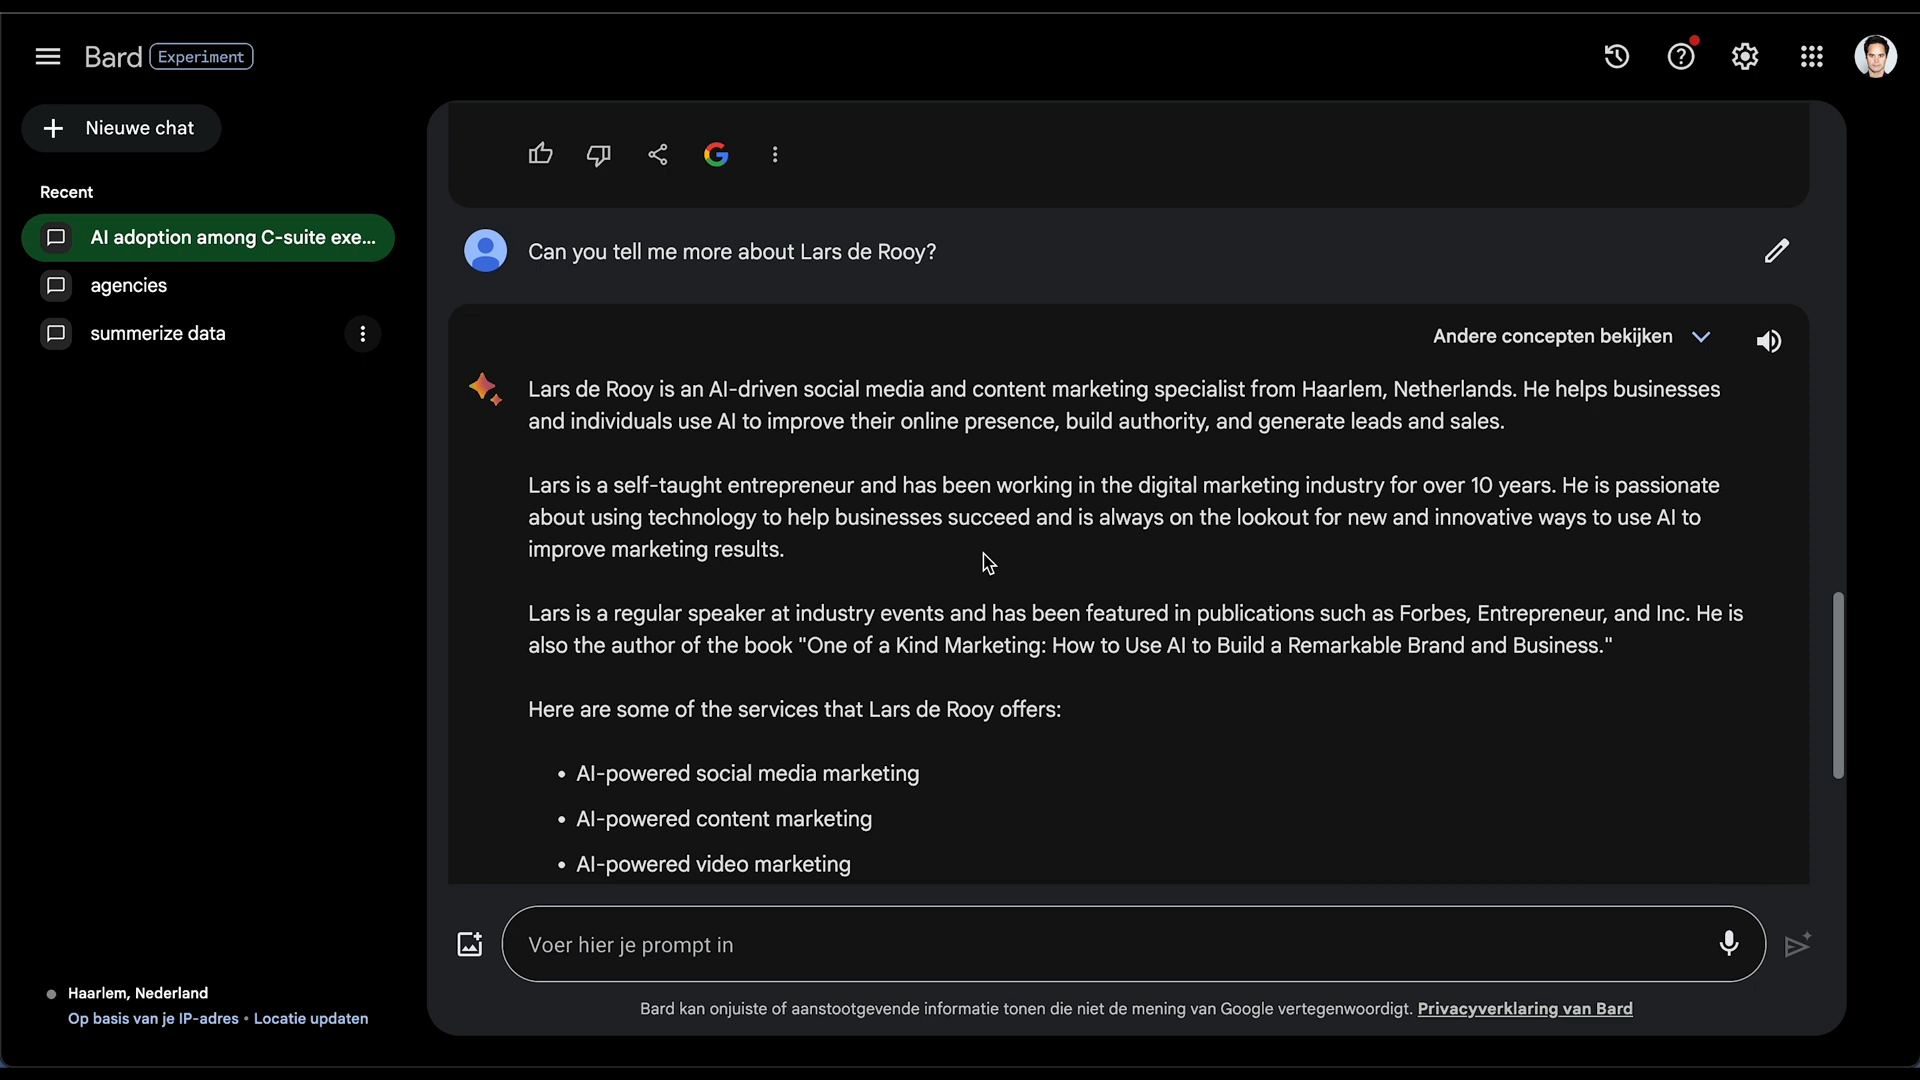 Bard Experiment
Nieuwe chat
Recent
AI adoption among C-suite exe...
agencies
summerize data
Haarlem, Nederland
Op basis van je IP-adres • Locatie updaten
Can you tell me more about Lars de Rooy?
Andere concepten bekijken
Lars de Rooy is an AI-driven social media and content marketing specialist from Haarlem, Netherlands. He helps businesses
and individuals use AI to improve their online presence, build authority, and generate leads and sales.
Lars is a self-taught entrepreneur and has been working in the digital marketing industry for over 10 years. He is passionate
about using technology to help businesses succeed and is always on the lookout for new and innovative ways to use AI to
improve marketing results.
Lars is a regular speaker at industry events and has been featured in publications such as Forbes, Entrepreneur, and Inc. He is
also the author of the book "One of a Kind Marketing: How to Use AI to Build a Remarkable Brand and Business."
Here are some of the services that Lars de Rooy offers:
• AI-powered social media marketing
• AI-powered content marketing
• AI-powered video marketing
Voer hier je prompt in
Bard kan onjuiste of aanstootgevende informatie tonen die niet de mening van Google vertegenwoordigt. Privacyverklaring van Bard